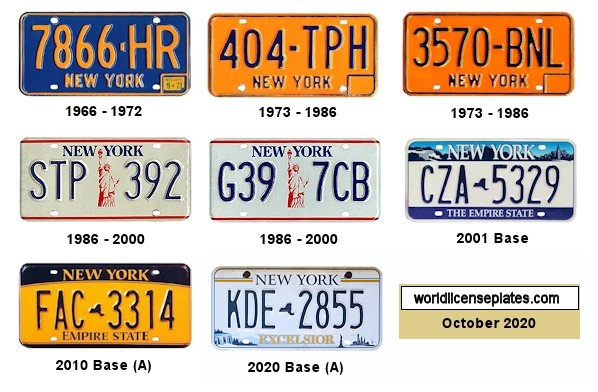 7866-HR
NEW YORK
1966 - 1972
404-TPH
NEW YORK
1973 - 1986
3570-BNL
NEW YORK
1973 - 1986
NEW YORK
STP 392
1986 - 2000
NEW YORK
G39 7CB
1986 - 2000
NEW YORK
CZA 5329
THE EMPIRE STATE
2001 Base
NEW YORK
FAC 3314
EMPIRE STATE
2010 Base (A)
NEW YORK
KDE 2855
EXCELSIOR
2020 Base (A)
worldlicenseplates.com
October 2020